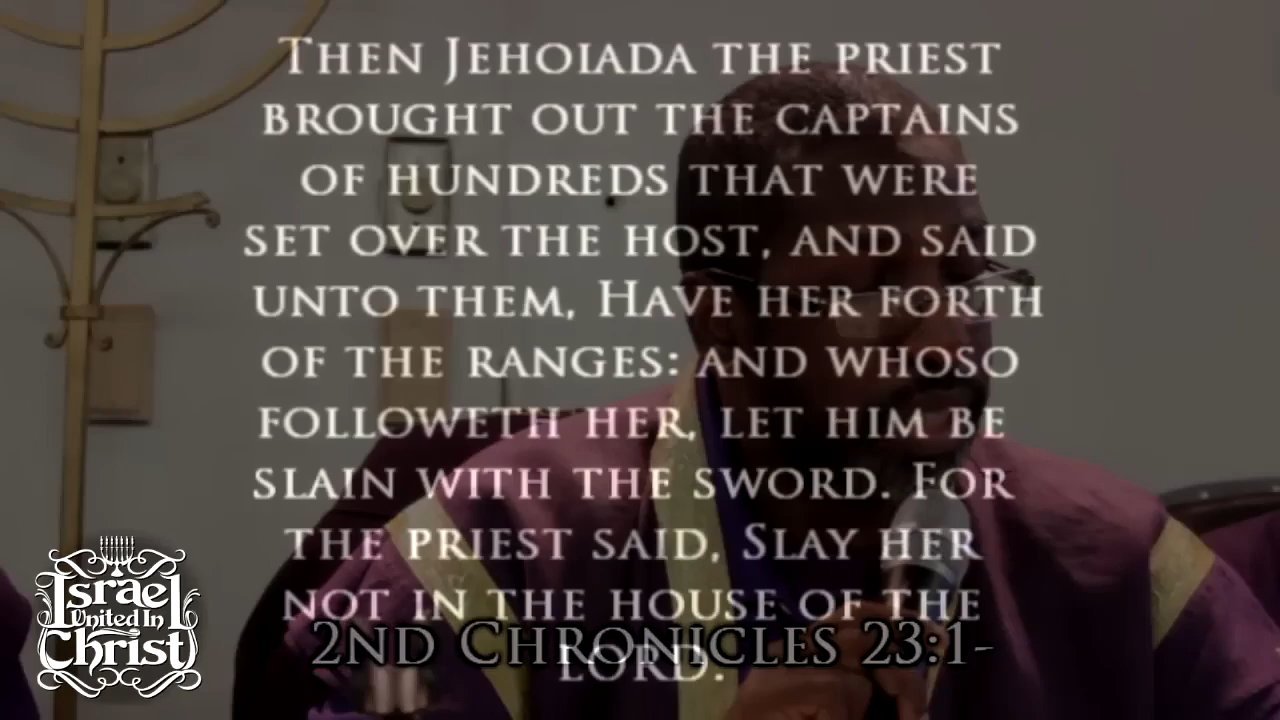 Then Jehoiada the priest
brought out the captains
of hundreds that were
set over the host, and said
unto them, Have her forth
of the ranges: and whoso
followeth her, let him be
slain with the sword. For
the priest said, Slay her
not in the house of the
LORD.
2nd Chronicles 23:1-
Israel
United In
Christ